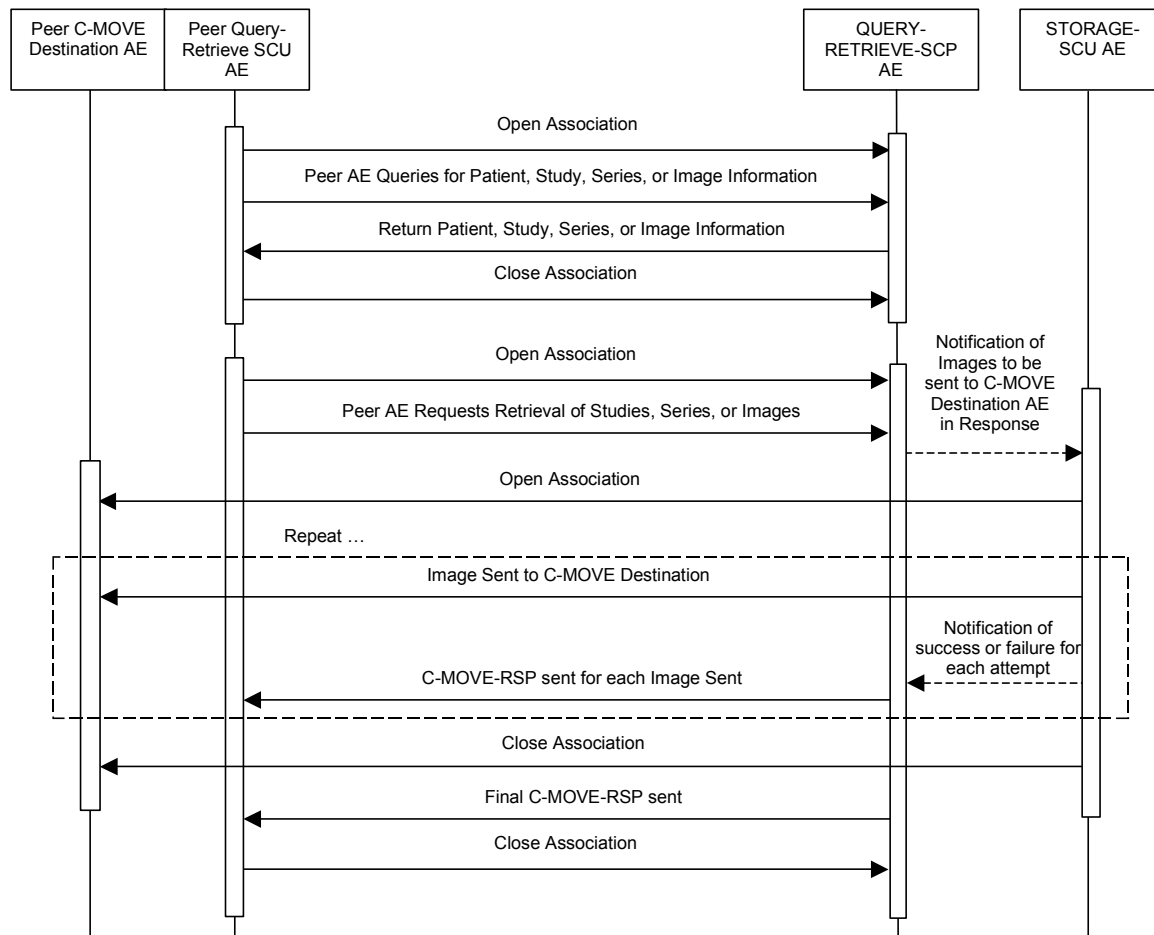 Peer C-MOVE
Destination AE
Peer Query-
Retrieve SCU
AE
QUERY-
RETRIEVE-SCP
AE
STORAGE-
SCU AE
Open Association
Peer AE Queries for Patient, Study, Series, or Image Information
Return Patient, Study, Series, or Image Information
Close Association
Open Association
Notification of
Images to be
sent to C-MOVE
Destination AE
in Response
Peer AE Requests Retrieval of Studies, Series, or Images
Open Association
Repeat …
Image Sent to C-MOVE Destination
Notification of
success or failure for
each attempt
C-MOVE-RSP sent for each Image Sent
Close Association
Final C-MOVE-RSP sent
Close Association